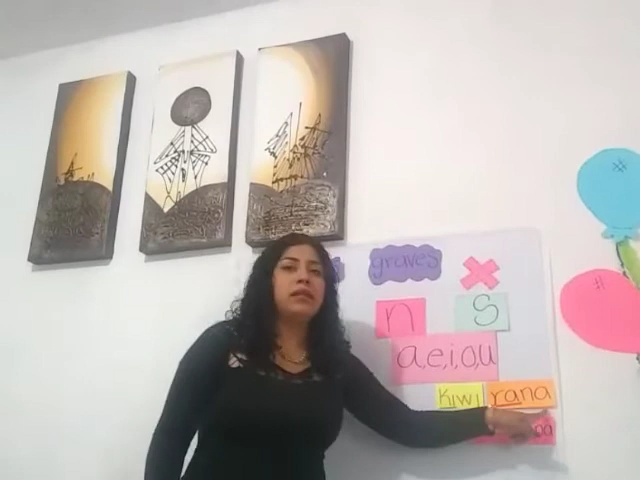 graves
n s
a,e,i,o,u
kiwi rana